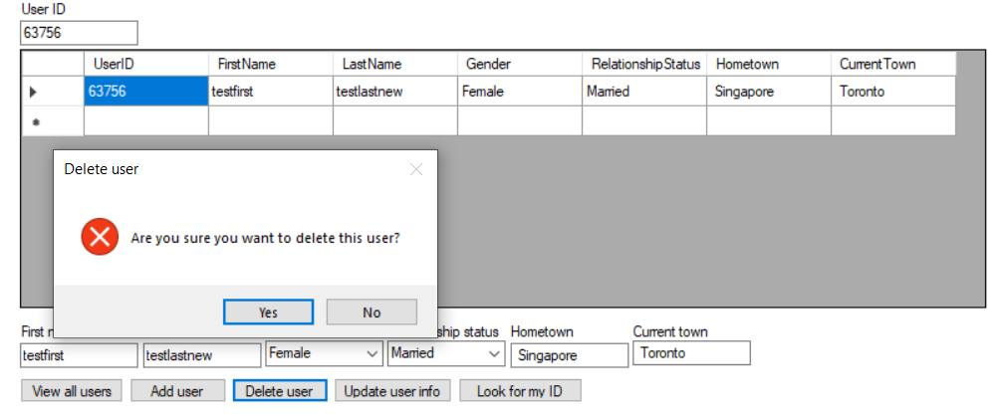 User ID
63756
UserID FirstName LastName Gender RelationshipStatus Hometown CurrentTown
63756 testfirst testlastnew Female Married Singapore Toronto
Delete user
Are you sure you want to delete this user?
Yes No
First ship status Hometown Current town
testfirst testlastnew Female Married Singapore Toronto
View all users Add user Delete user Update user info Look for my ID